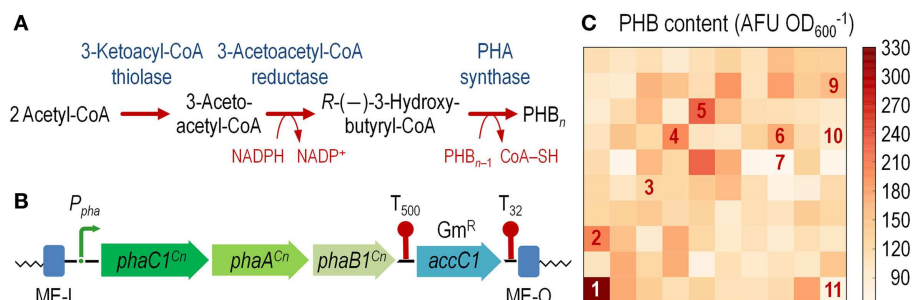 A
3-Ketoacyl-CoA thiolase
3-Acetoacetyl-CoA reductase
PHA synthase
2 Acetyl-CoA
3-Aceto-
acetyl-CoA
R-(—)-3-Hydroxy-
butyryl-CoA
PHBn
NADPH
NADP+
PHBn–1
CoA–SH
B
Ppha
T500
T32
GmR
phaC1Cn
phaACn
phaB1Cn
accC1
C
PHB content (AFU OD600-1)
1
2
3
4
5
6
7
9
10
11
330
300
270
240
210
180
150
120
90